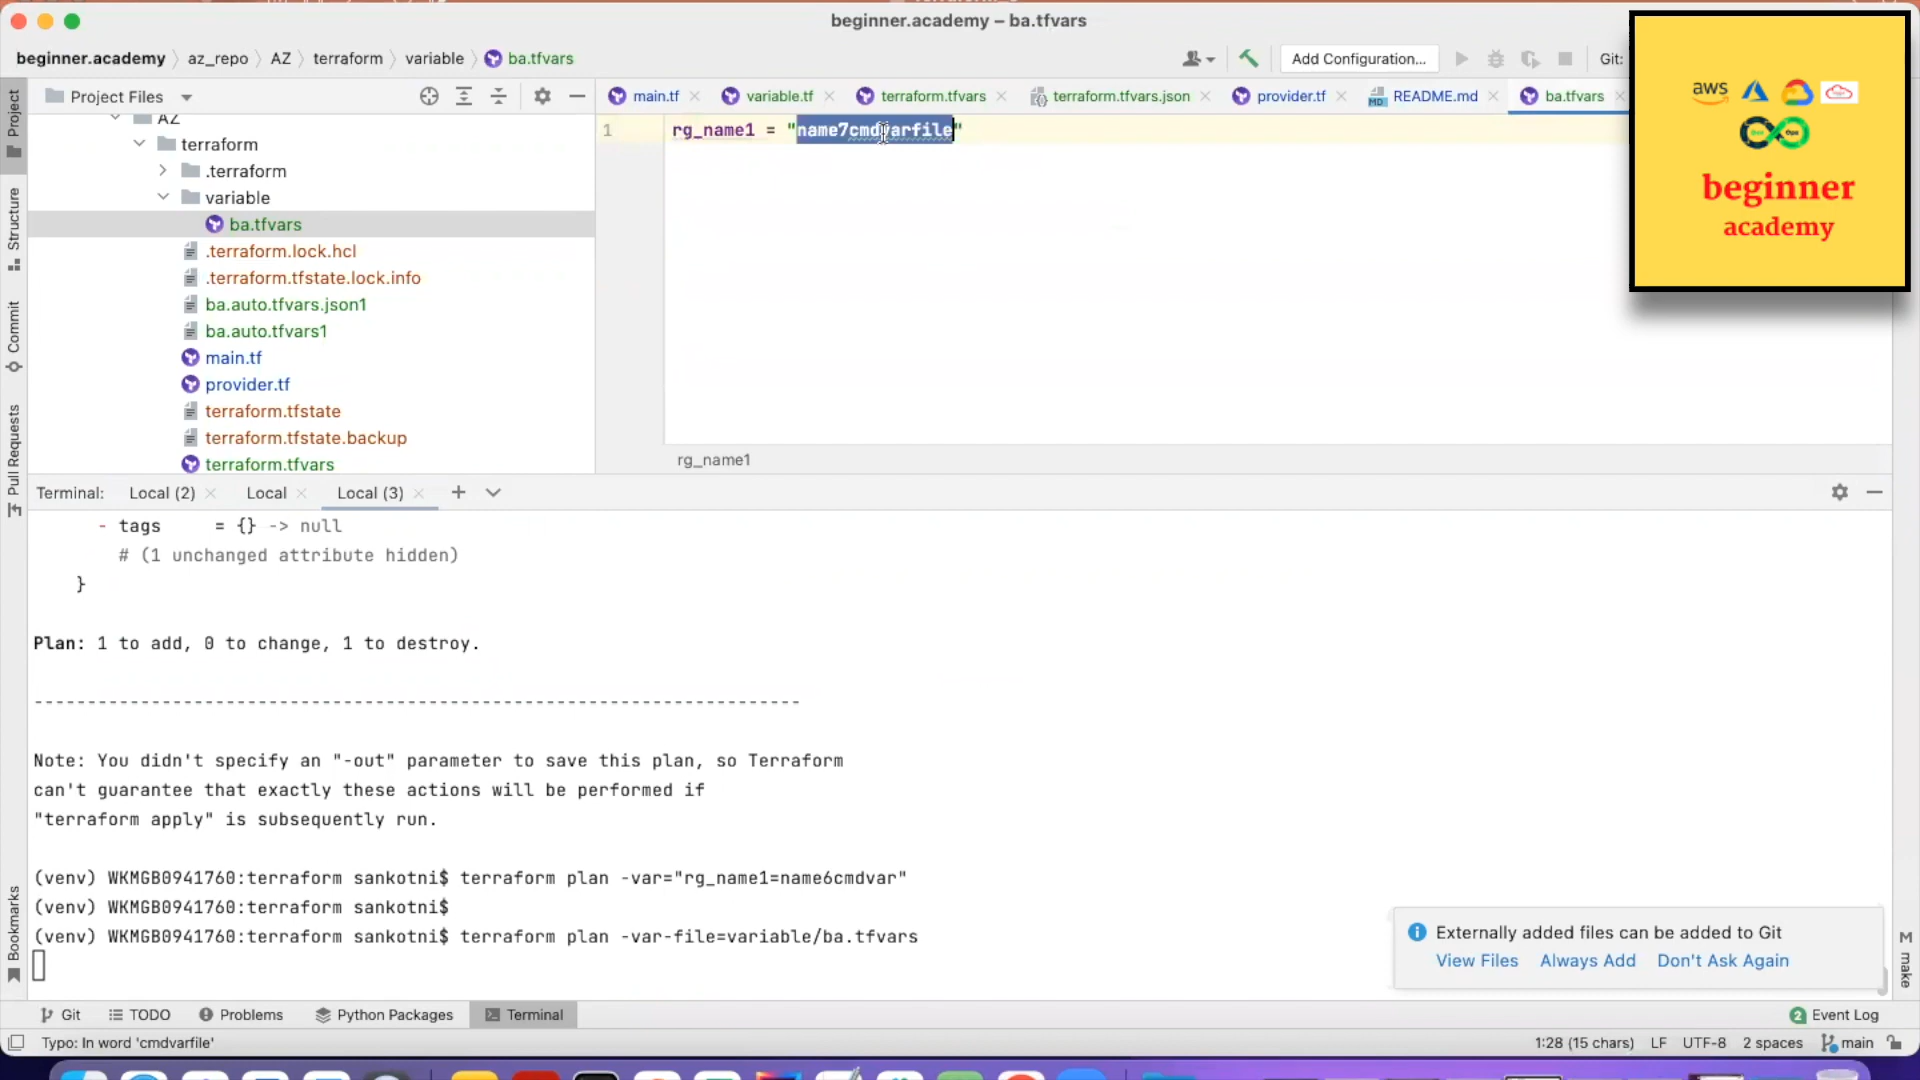 beginner.academy – ba.tfvars
beginner.academy 〉 az_repo 〉 AZ 〉 terraform 〉 variable 〉 ba.tfvars
Add Configuration...
Git:
aws
beginner
academy
Project Files
main.tf
variable.tf
terraform.tfvars
terraform.tfvars.json
provider.tf
MD README.md
ba.tfvars
Project
Structure
Commit
Pull Requests
Bookmarks
AZ
terraform
.terraform
variable
ba.tfvars
.terraform.lock.hcl
.terraform.tfstate.lock.info
ba.auto.tfvars.json1
ba.auto.tfvars1
main.tf
provider.tf
terraform.tfstate
terraform.tfstate.backup
terraform.tfvars
1 rg_name1 = "name7cmdvarfile"
rg_name1
Terminal: Local (2) Local Local (3)
- tags = {} -> null
# (1 unchanged attribute hidden)
}
Plan: 1 to add, 0 to change, 1 to destroy.
------------------------------------------------------------------------
Note: You didn't specify an "-out" parameter to save this plan, so Terraform
can't guarantee that exactly these actions will be performed if
"terraform apply" is subsequently run.
(venv) WKMGB0941760:terraform sankotni$ terraform plan -var="rg_name1=name6cmdvar"
(venv) WKMGB0941760:terraform sankotni$
(venv) WKMGB0941760:terraform sankotni$ terraform plan -var-file=variable/ba.tfvars
Externally added files can be added to Git
View Files Always Add Don't Ask Again
M make
Git TODO Problems Python Packages Terminal
2 Event Log
Typo: In word 'cmdvarfile'
1:28 (15 chars) LF UTF-8 2 spaces main